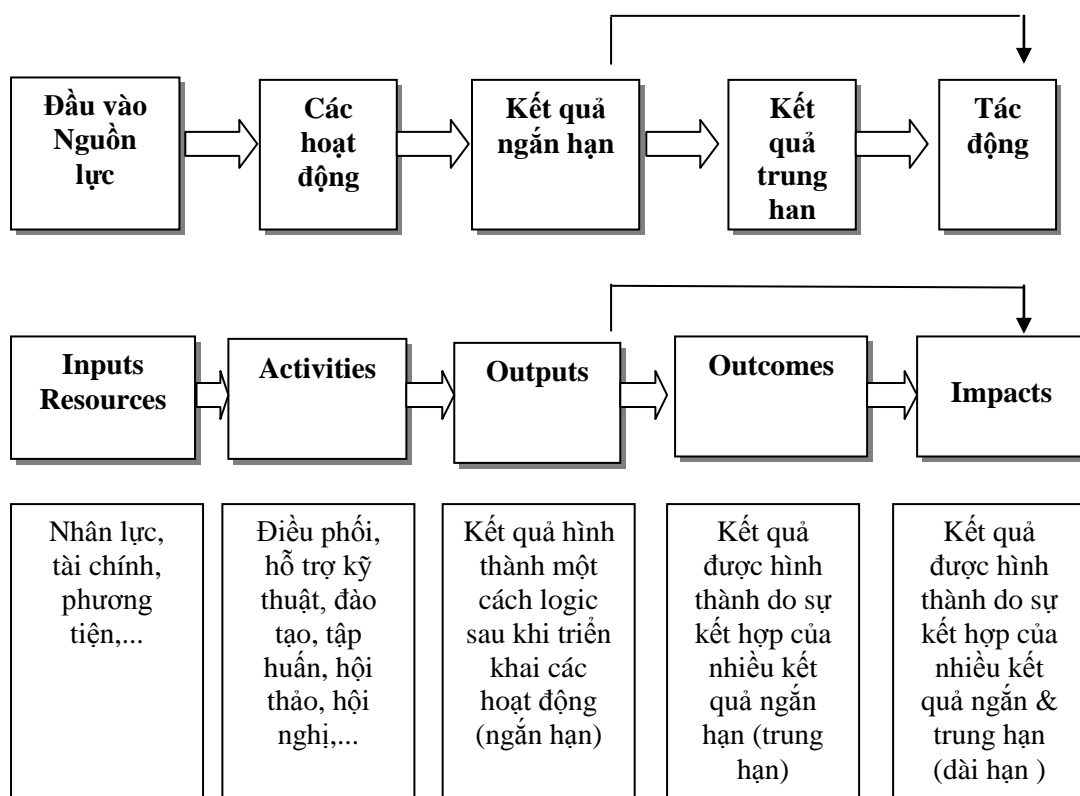 Đầu vào
Nguồn
lực
Các
hoạt
động
Kết quả
ngắn hạn
Kết
quả
trung
han
Tác
động
Inputs
Resources
Activities
Outputs
Outcomes
Impacts
Nhân lực,
tài chính,
phương
tiện,...
Điều phối,
hỗ trợ kỹ
thuật, đào
tạo, tập
huấn, hội
thảo, hội
nghị,...
Kết quả hình
thành một
cách logic
sau khi triển
khai các
hoạt động
(ngắn hạn)
Kết quả
được hình
thành do sự
kết hợp của
nhiều kết
quả ngắn
hạn (trung
hạn)
Kết quả
được hình
thành do sự
kết hợp của
nhiều kết
quả ngắn &
trung hạn
(dài hạn )